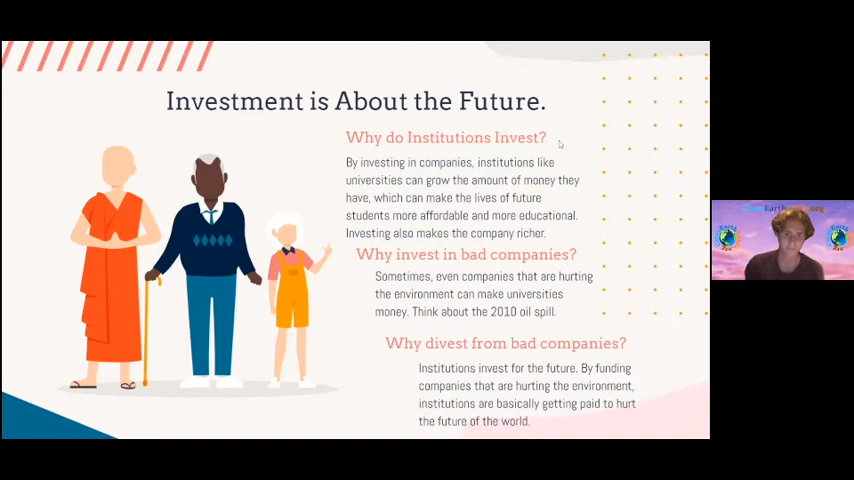 Investment is About the Future.
Why do Institutions Invest?
By investing in companies, institutions like
universities can grow the amount of money they
have, which can make the lives of future
students more affordable and more educational.
Investing also makes the company richer.
Why invest in bad companies?
Sometimes, even companies that are hurting
the environment can make universities
money. Think about the 2010 oil spill.
Why divest from bad companies?
Institutions invest for the future. By funding
companies that are hurting the environment,
institutions are basically getting paid to hurt
the future of the world.